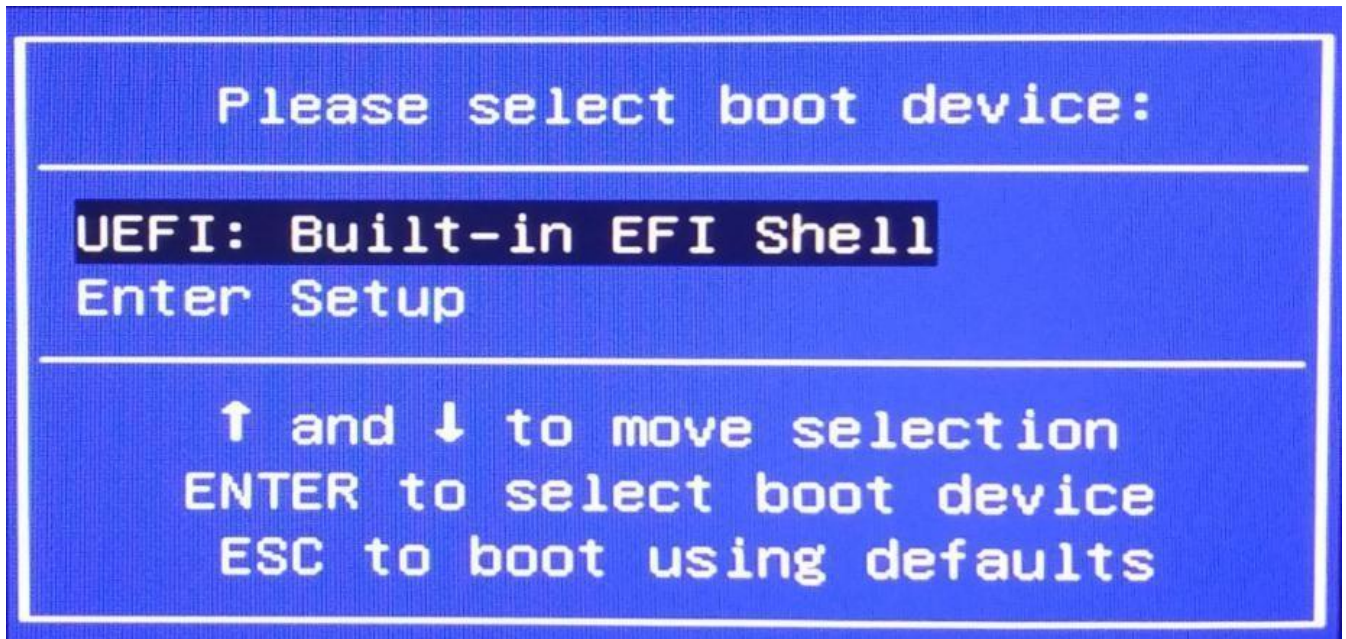 Please select boot device:
UEFI: Built-in EFI Shell
Enter Setup
↑ and ↓ to move selection
ENTER to select boot device
ESC to boot using defaults